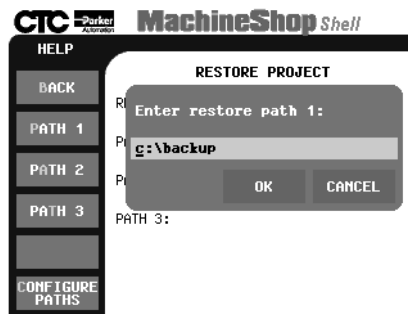 CTC Parker Automation MachineShop Shell
HELP
BACK
PATH 1
PATH 2
PATH 3
CONFIGURE
PATHS
RESTORE PROJECT
Enter restore path 1:
c:\backup
OK CANCEL
PATH 3: